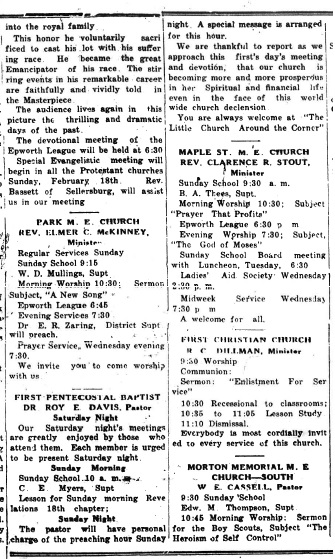 into the royal family
This honor he voluntarily sacri
ficed to cast his lot with his suffer
ing race. He became the great
Emancipator of his race. The stir
ring events in his remarkable career
are faithfully and vividly told in
the Masterpiece
The audience lives again in this
picture the thrilling and dramatic
days of the past.
The devotional meeting of the
Epworth League will be held at 6:30
Special Evangelistic meeting will
begin in all the Protestant churches
Sunday, February 18th. Rev.
Bassett of Sellersburg, will assist
us in our meeting
PARK M. E. CHURCH
REV. ELMER C. McKINNEY,
Minister
Regular Services Sunday
Sunday School 9:15
W. D. Mullings, Supt
Morning Worship 10:30; Sermon
Subject, "A New Song"
Epworth League 6:45
Evening Services 7:30
Dr E. R. Zaring, District Supt
will preach.
Prayer Service, Wednesday evening
7:30.
We invite you to come worship
with us
FIRST PENTECOSTAL BAPTIST
DR ROY E. DAVIS, Pastor
Saturday Night
Our Saturday night's meetings
are greatly enjoyed by those who
attend them. Each member is urged
to be present Saturday night.
Sunday Morning
Sunday School 10 a. m.
C. E Myers, Supt
Lesson for Sunday morning Reve
lations 18th chapter;
Sunday Night
The pastor will have personal
charge of the preaching hour Sunday
night. A special message is arranged
for this hour.
We are thankful to report as we
approach this first's day's meeting
and devotion, that our church is
becoming more and more prosperous
in her Spiritual and financial life
even in the face of this world
wide church declension
You are always welcome at "The
Little Church Around the Corner"
MAPLE ST. M. E. CHURCH
REV. CLARENCE R. STOUT,
Minister
Sunday School 9:30 a. m.
B. A. Thees, Supt.
Morning Worship 10:30; Subject
"Prayer That Profits"
Epworth League 6:30 p m
Evening Worship 7:30; Subject,
"The God of Moses"
Sunday School Board meeting
with Luncheon, Tuesday, 6:30
Ladies' Aid Society Wednesday
2:30 p. m.
Midweek Service Wednesday
7:30 p m
A welcome for all.
FIRST CHRISTIAN CHURCH
R C DILLMAN, Minister
9:30 Worship
Communion:
Sermon: "Enlistment For Ser
vice"
10:30 Recessional to classrooms;
10:35 to 11:05 Lesson Study
11:10 Dismissal.
Everybody is most cordially invit
ed to every service of this church.
MORTON MEMORIAL M. E
CHURCH—SOUTH
W E. CASSELL, Pastor
9:30 Sunday School
Edw. M Thompson, Supt
10:45 Morning Worship: Sermon
for the Boy Scouts, Subject "The
Heroism of Self Control"